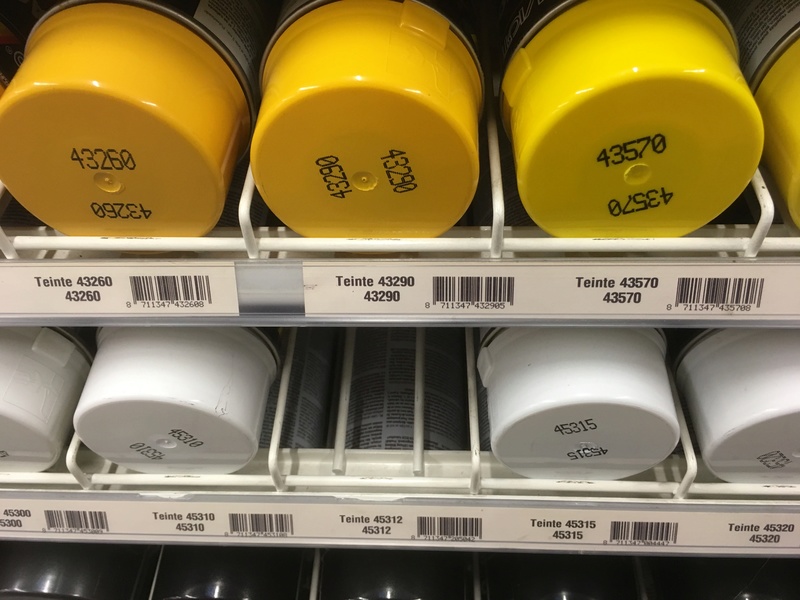 43260
43260
43290
43290
43570
43570
Teinte 43260
43260
8 711347 432608
Teinte 43290
43290
8 711347 432905
Teinte 43570
43570
8 711347 435708
45310
45310
45315
45315
45300
5300
Teinte 45310
45310
Teinte 45312
45312
Teinte 45315
45315
Teinte 45320
45320